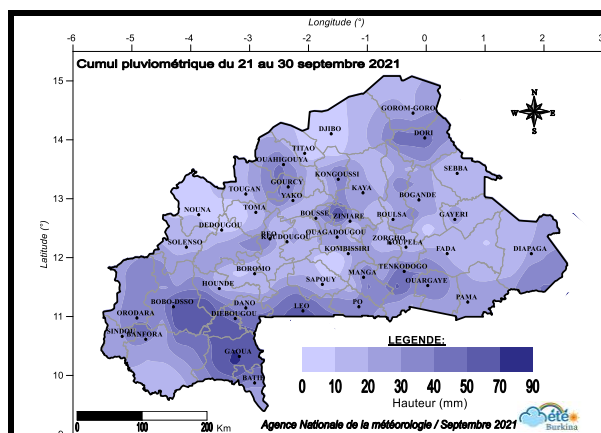 Longitude (°)
-6 -5 -4 -3 -2 -1 0 1 2 3
Cumul pluviométrique du 21 au 30 septembre 2021
15
14
13
12
11
10
9
Latitude (°)
N
W E
S
GOROM-GORO
DJIBO
DORI
TITAO
OUAHIGOUYA
SEBBA
KONGOUSSI
GOURCY
TOUGAN
KAYA
YAKO
BOGANDE
NOUNA
TOMA
BOUSSE
ZINIARE
BOULSA
GAYERI
DEDOUGOU
REO
KOUDOUGOU
OUAGADOUGOU
ZORGHO
KOUPELA
SOLENSO
KOMBISSIRI
FADA
DIAPAGA
BOROMO
TENKODOGO
MANGA
HOUNDE
SAPOUY
OUARGAYE
BOBO-DSSO
DANO
LEO
PO
PAMA
ORODARA
DIEBOUGOU
SINDOU
BANFORA
GAOUA
BATIE
LEGENDE:
0 10 20 30 40 50 70 90
Hauteur (mm)
0 100 200 Km
Agence Nationale de la météorologie / Septembre 2021
météo
Burkina